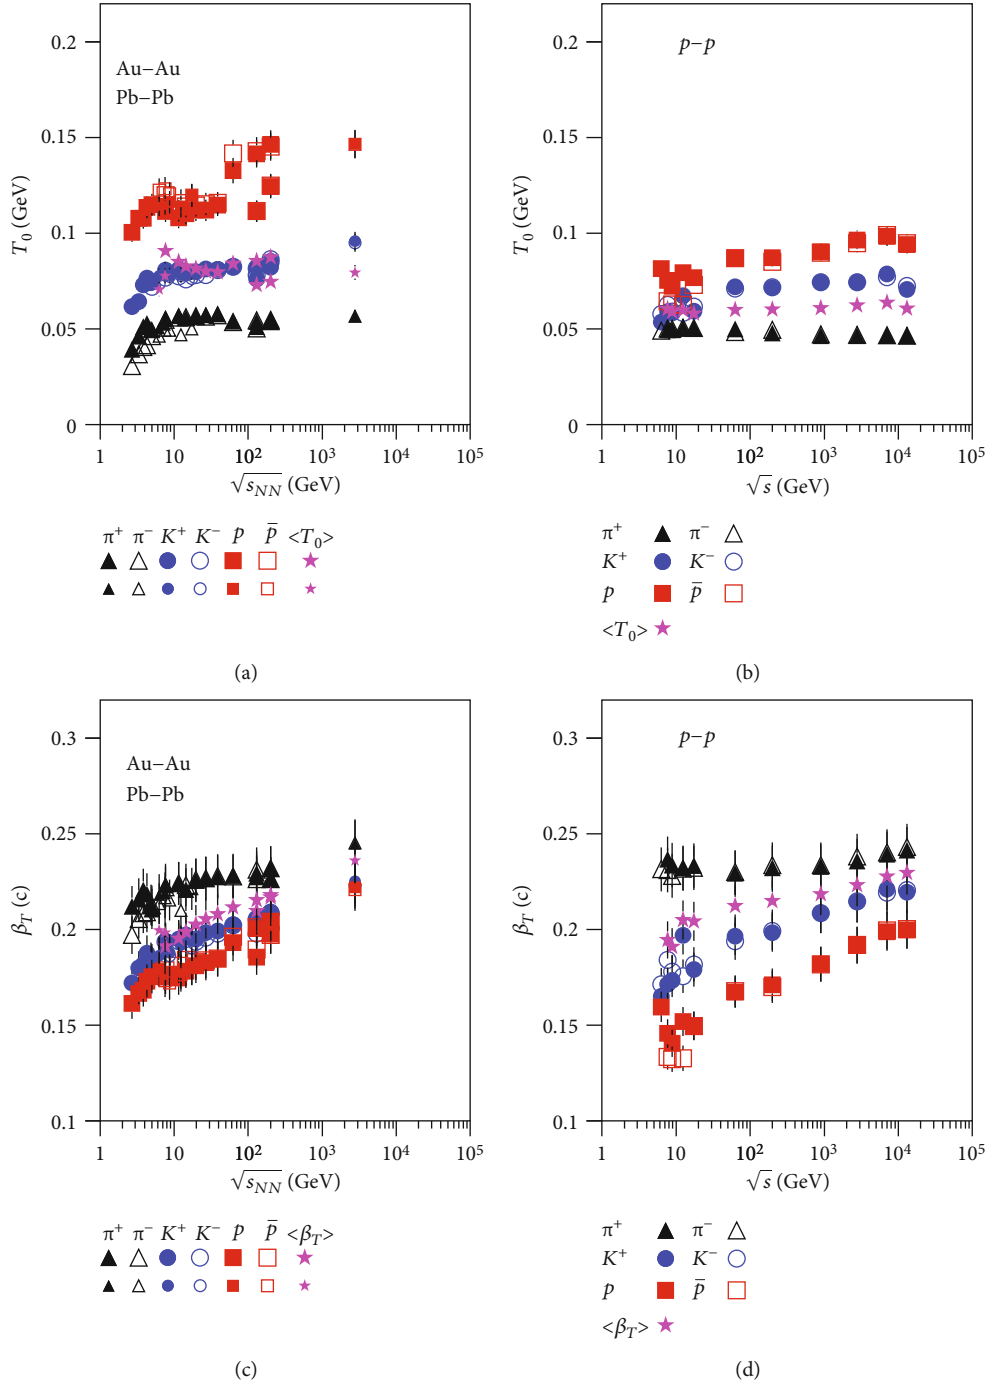 0.2
0.15
0.1
0.05
0
T0 (GeV)
Au–Au
Pb–Pb
1 10 10² 10³ 10⁴ 10⁵
√sNN (GeV)
π⁺ π⁻ K⁺ K⁻ p p̅ <T0>
(a)
0.2
0.15
0.1
0.05
0
T0 (GeV)
p–p
1 10 10² 10³ 10⁴ 10⁵
√s (GeV)
π⁺ π⁻
K⁺ K⁻
p p̅
<T0>
(b)
0.3
0.25
0.2
0.15
0.1
βT (c)
Au–Au
Pb–Pb
1 10 10² 10³ 10⁴ 10⁵
√sNN (GeV)
π⁺ π⁻ K⁺ K⁻ p p̅ <βT>
(c)
0.3
0.25
0.2
0.15
0.1
βT (c)
p–p
1 10 10² 10³ 10⁴ 10⁵
√s (GeV)
π⁺ π⁻
K⁺ K⁻
p p̅
<βT>
(d)